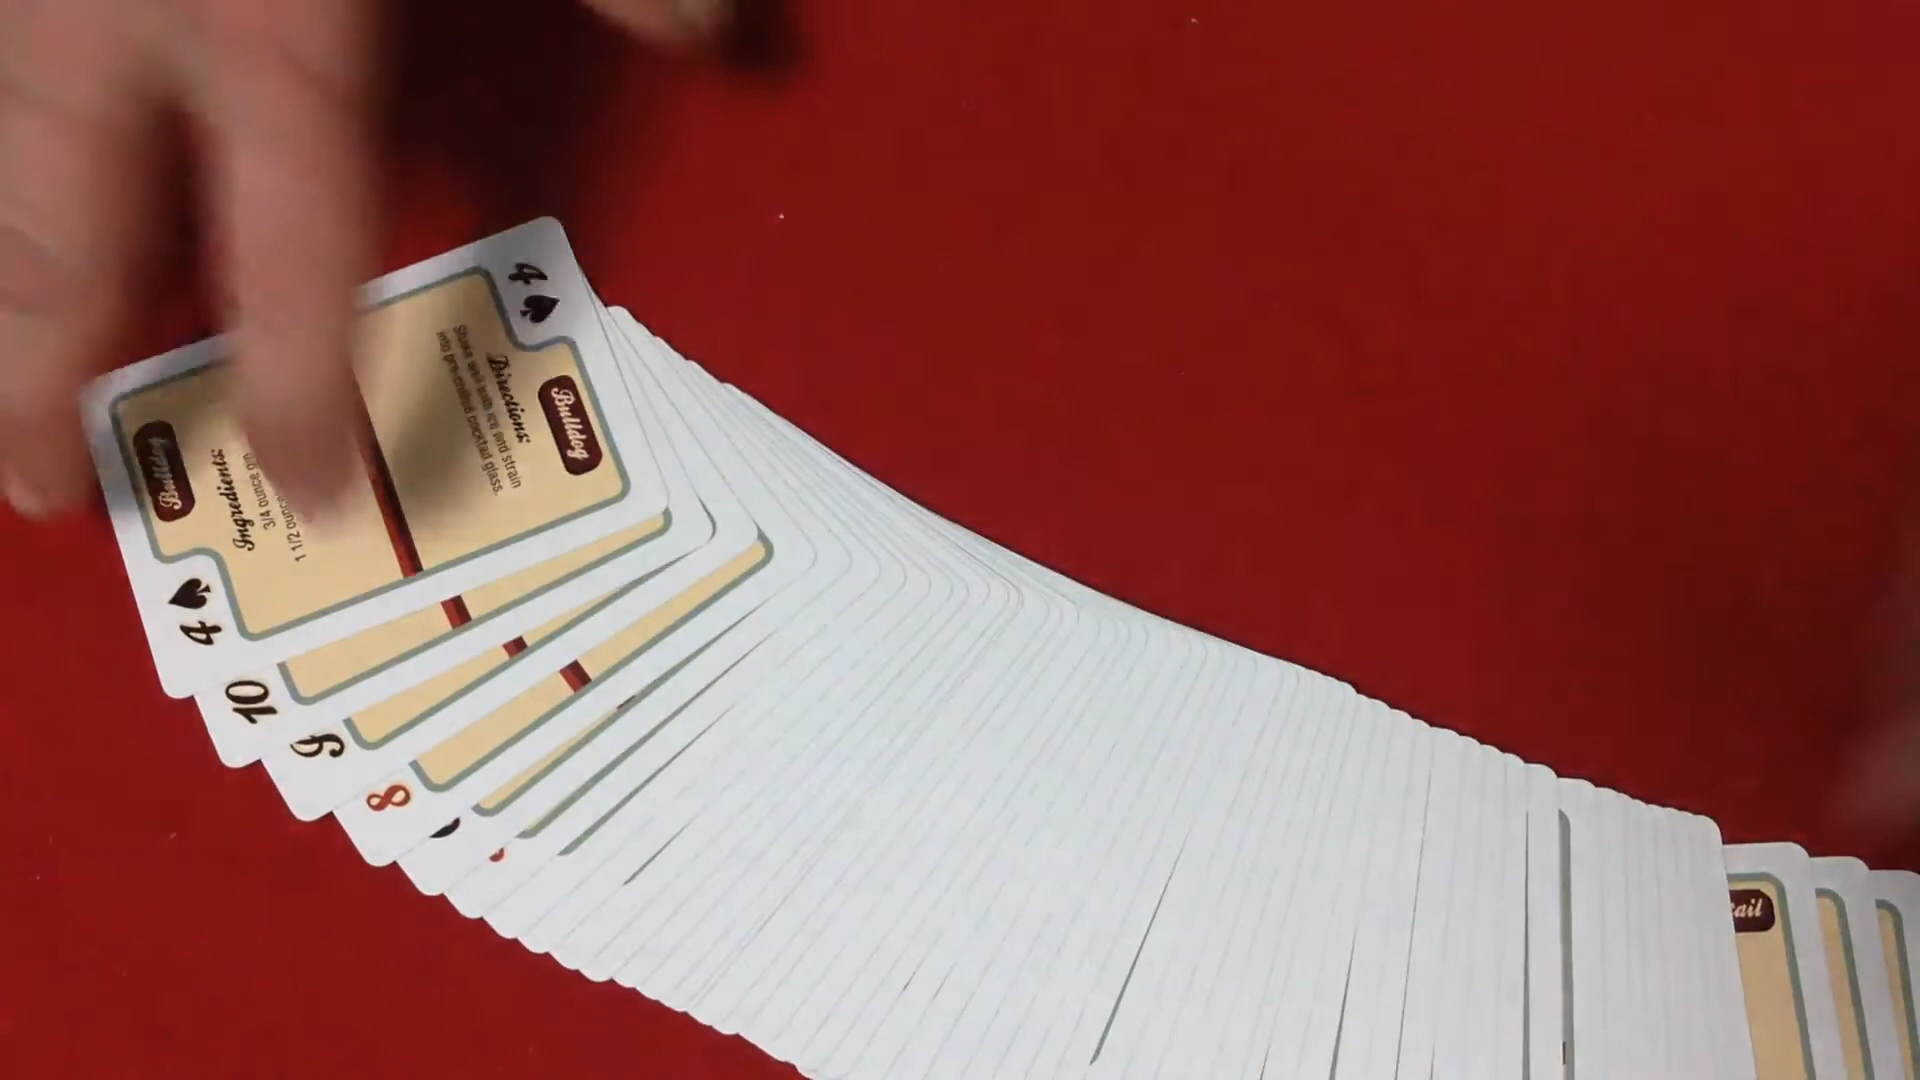 4
Bulldog
Directions:
Shake well with ice and strain
into pre-chilled cocktail glass.
Bulldog
Ingredients:
3/4 ounce gin
1 1/2 ounce
4
10
9
8
tail